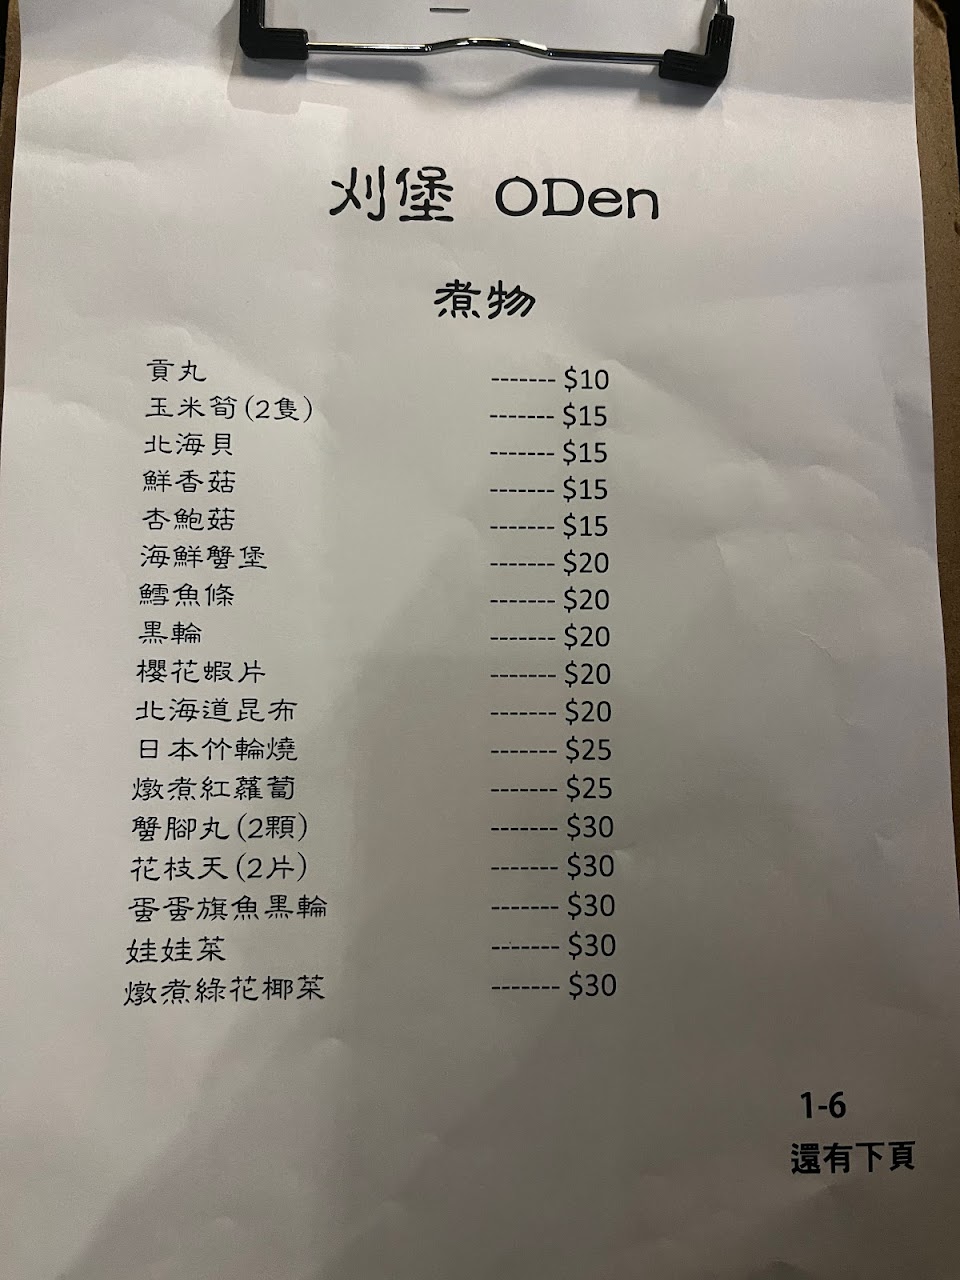 刈堡 ODen
煮物
貢丸 ------- $10
玉米筍(2隻) ------- $15
北海貝 ------- $15
鮮香菇 ------- $15
杏鮑菇 ------- $15
海鮮蟹堡 ------- $20
鱈魚條 ------- $20
黑輪 ------- $20
櫻花蝦片 ------- $20
北海道昆布 ------- $20
日本竹輪燒 ------- $25
燉煮紅蘿蔔 ------- $25
蟹腳丸(2顆) ------- $30
花枝天(2片) ------- $30
蛋蛋旗魚黑輪 ------- $30
娃娃菜 ------- $30
燉煮綠花椰菜 ------- $30
1-6
還有下頁